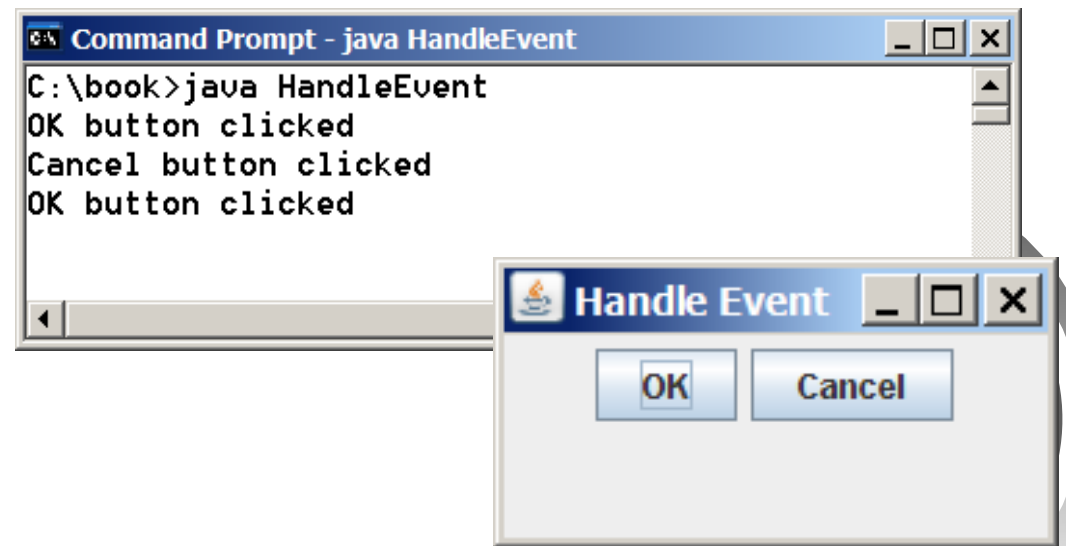 Command Prompt - java HandleEvent
C:\book>java HandleEvent
OK button clicked
Cancel button clicked
OK button clicked
Handle Event
OK Cancel